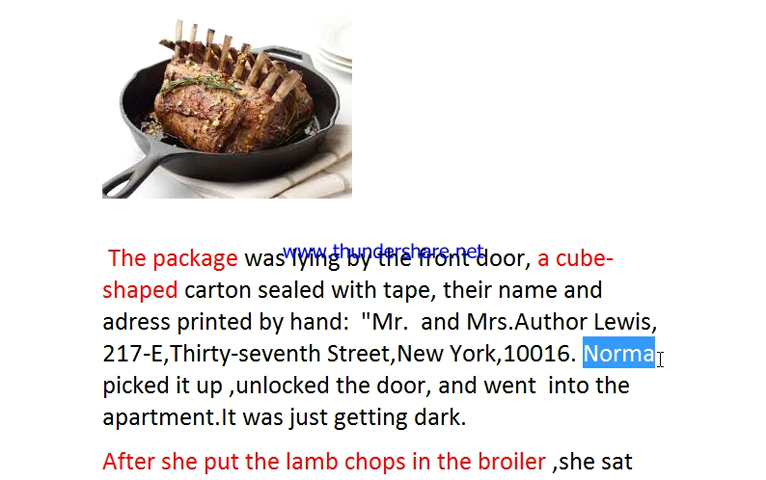 www.thundershare.net
The package was lying by the front door, a cube-
shaped carton sealed with tape, their name and
adress printed by hand:  "Mr.  and Mrs.Author Lewis,
217-E,Thirty-seventh Street,New York,10016. Norma
picked it up ,unlocked the door, and went  into the
apartment.It was just getting dark.
After she put the lamb chops in the broiler ,she sat